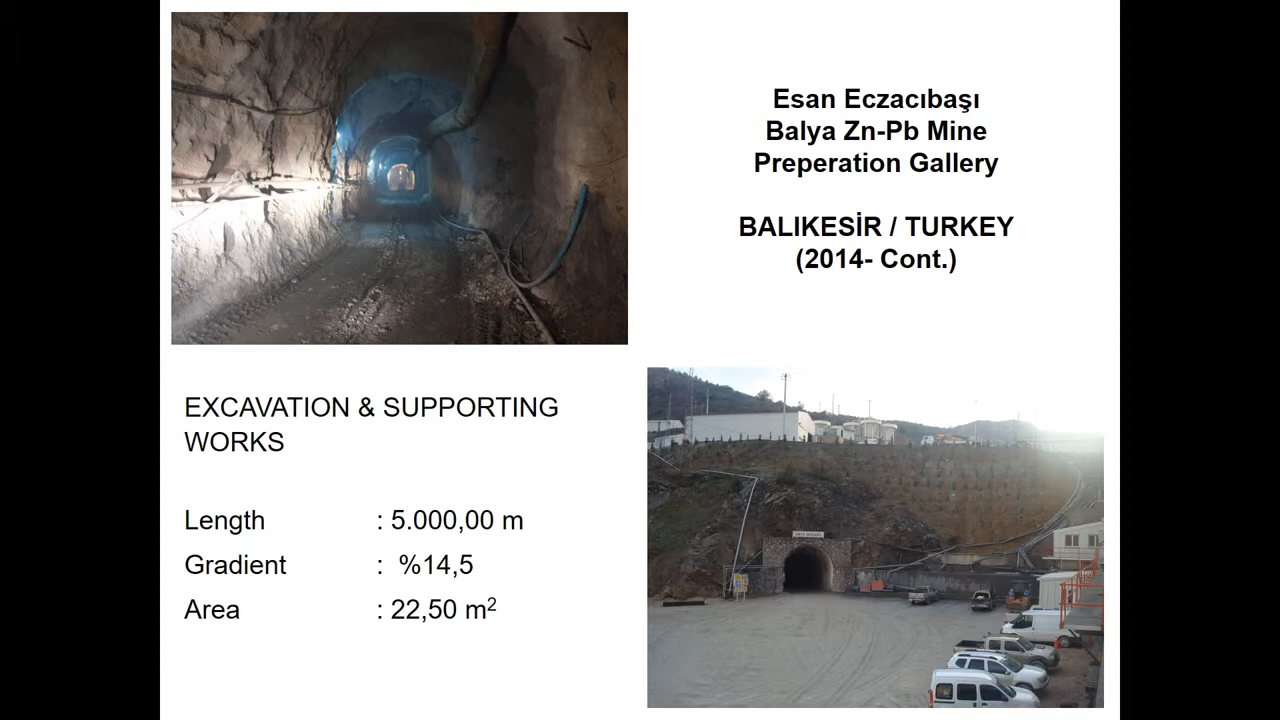 Esan Eczacıbaşı
Balya Zn-Pb Mine
Preperation Gallery
BALIKESİR / TURKEY
(2014- Cont.)
EXCAVATION & SUPPORTING
WORKS
Length : 5.000,00 m
Gradient : %14,5
Area : 22,50 m²